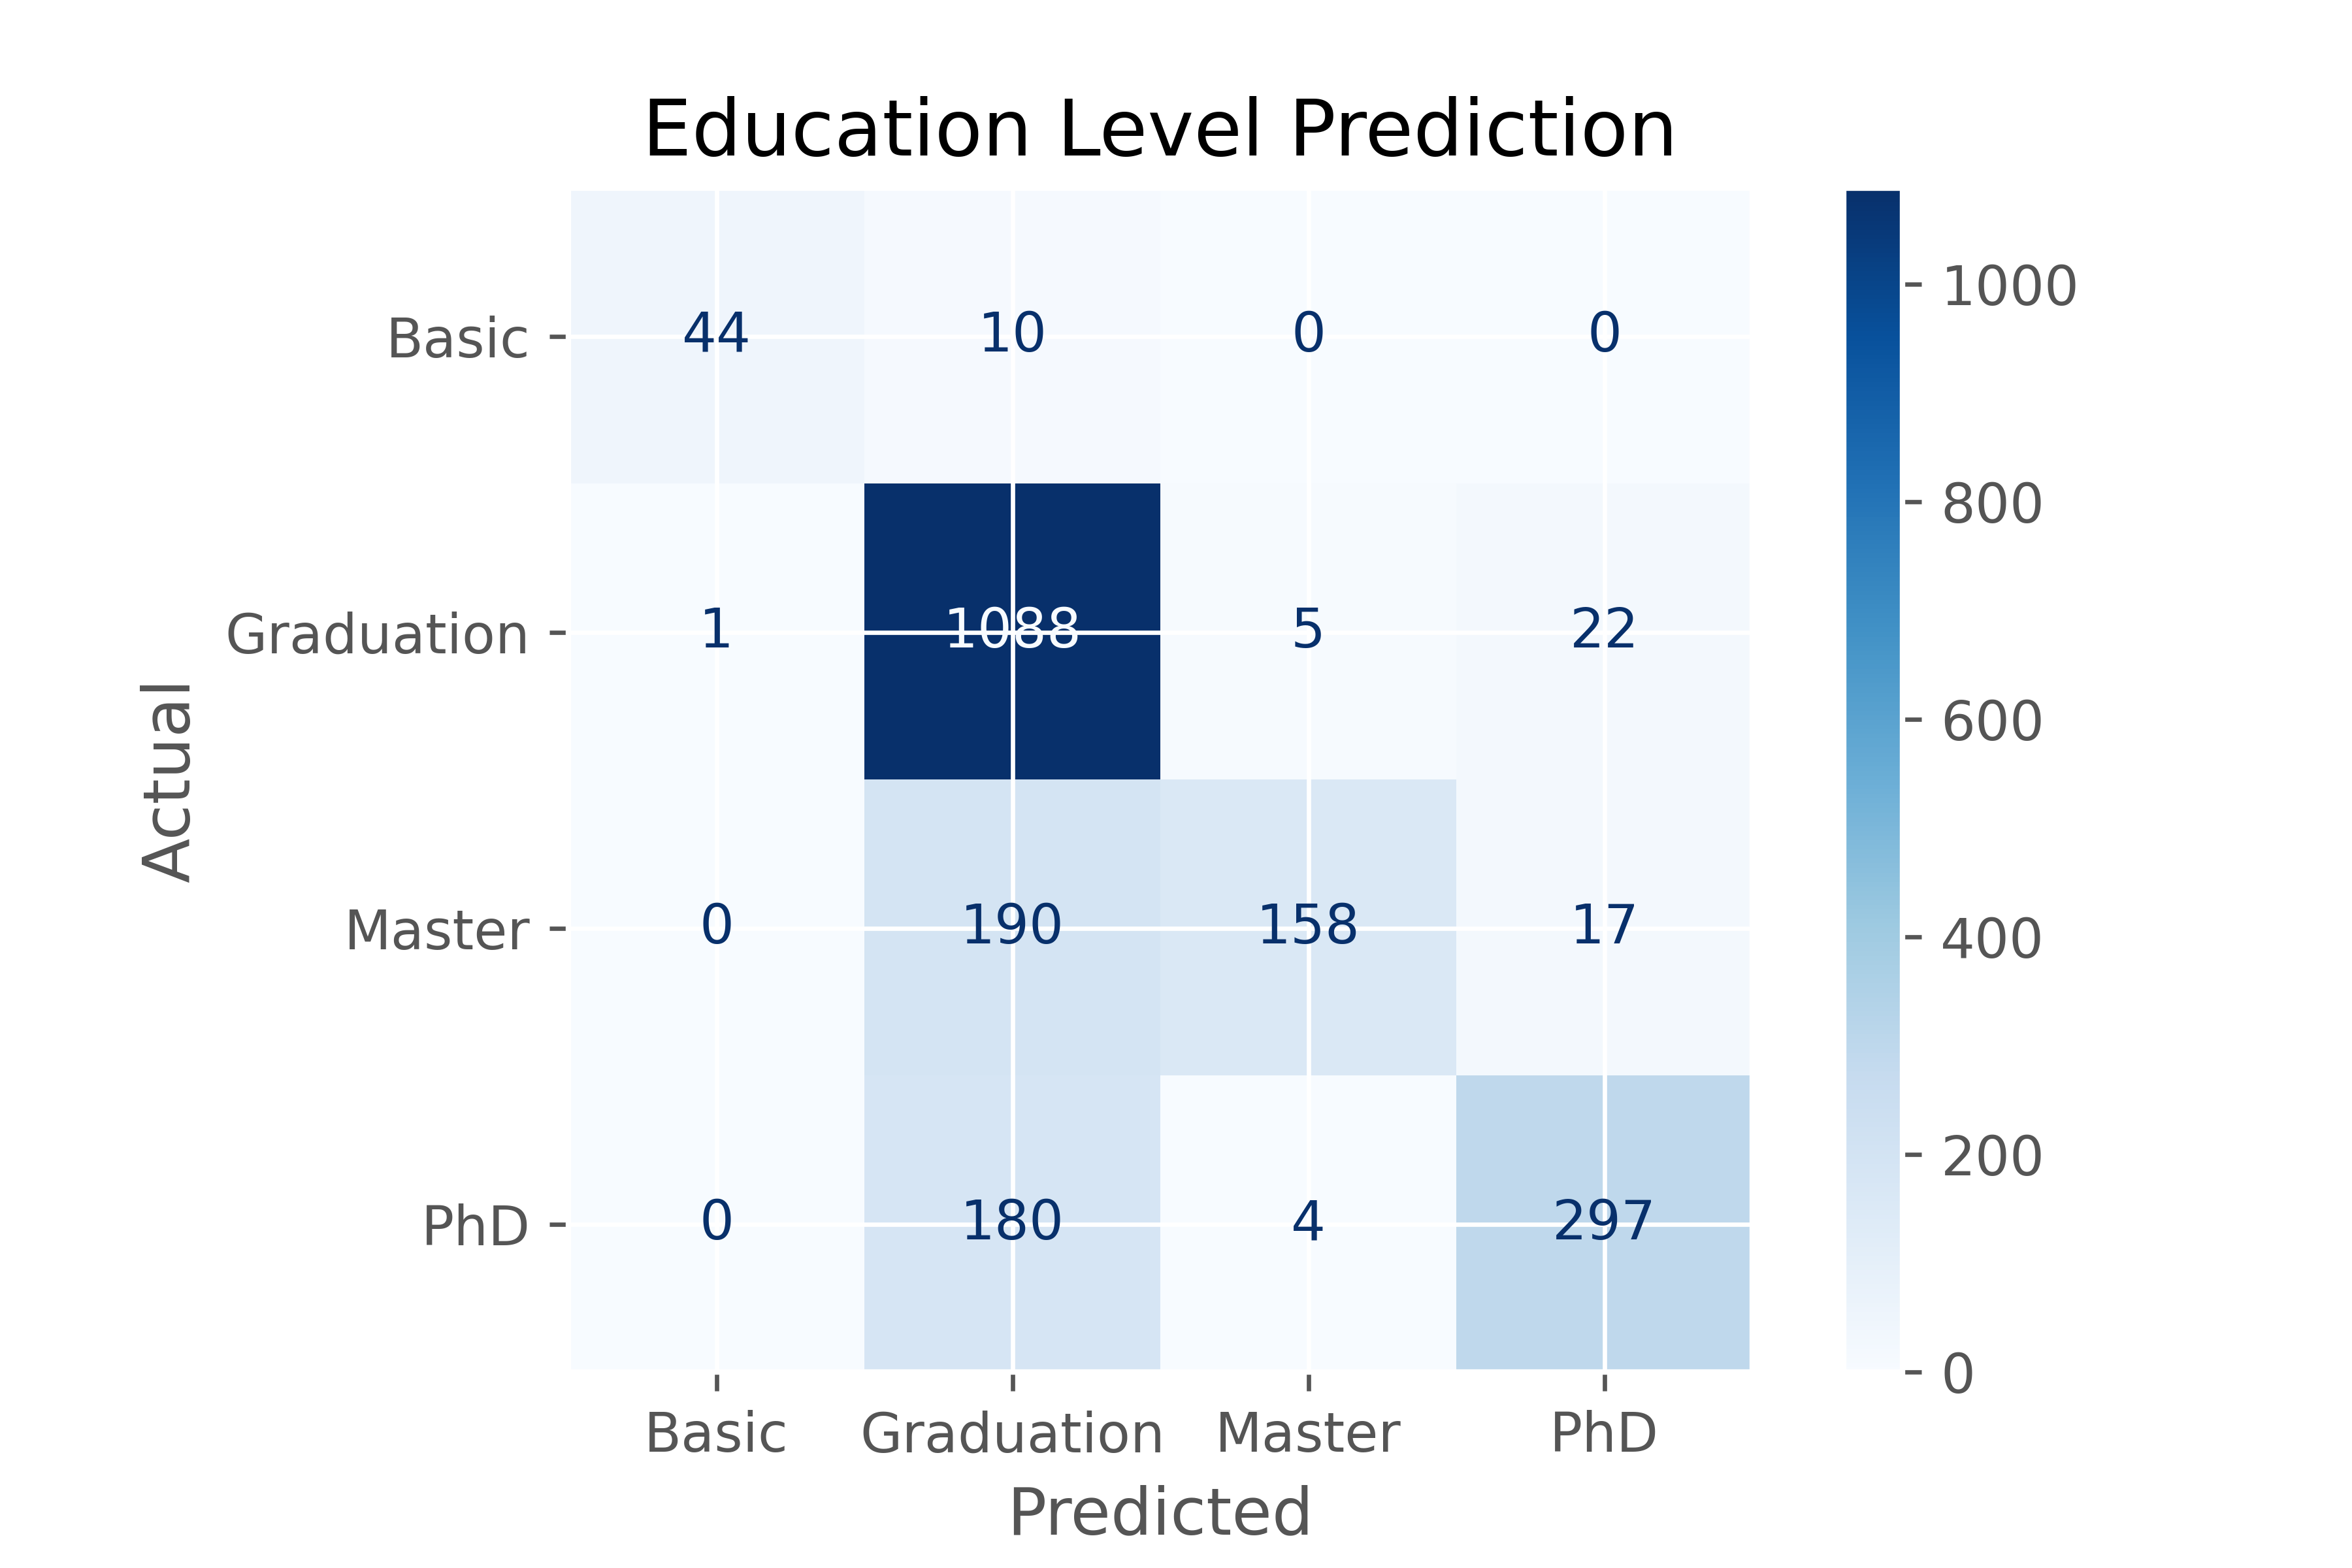 Education Level Prediction
Basic 44 10 0 0
Graduation 1 1088 5 22
Master 0 190 158 17
PhD 0 180 4 297
Basic Graduation Master PhD
Predicted
Actual
1000
800
600
400
200
0